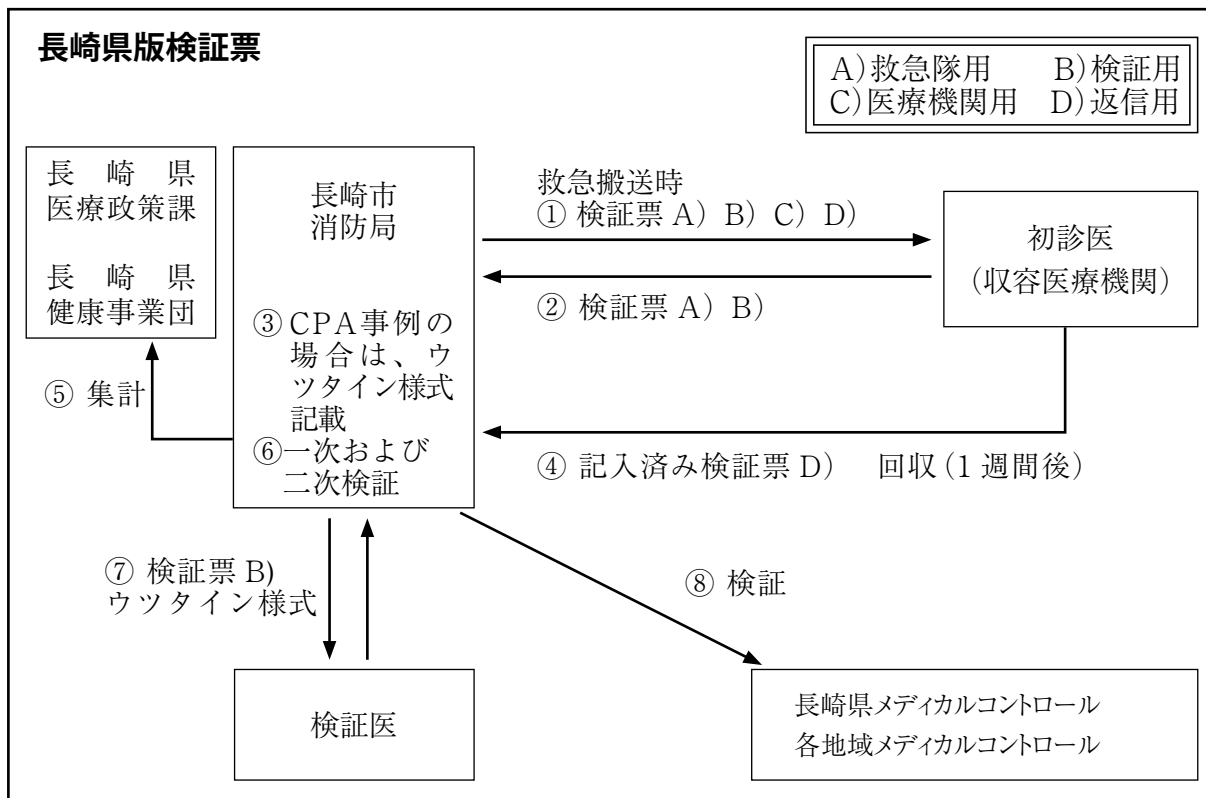 長崎県版検証票
A)救急隊用　B)検証用
C)医療機関用　D)返信用
長崎県
医療政策課
長崎県
健康事業団
長崎市
消防局
③CPA事例の
場合は、ウ
ツタイン様式
記載
⑥一次および
二次検証
救急搬送時
① 検証票 A) B) C) D)
② 検証票 A) B)
初診医
(収容医療機関)
⑤ 集計
④ 記入済み検証票 D)　回収(1週間後)
⑦ 検証票 B)
ウツタイン様式
⑧ 検証
検証医
長崎県メディカルコントロール
各地域メディカルコントロール